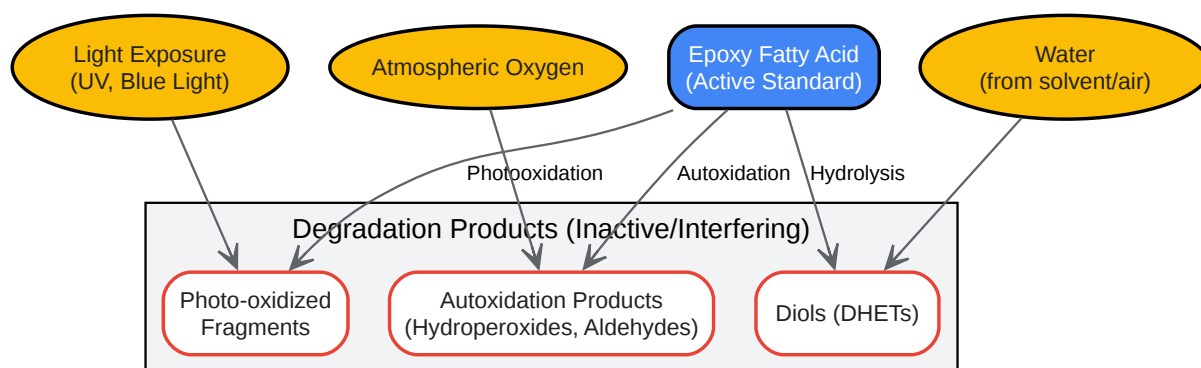 Light Exposure
(UV, Blue Light)
Atmospheric Oxygen
Epoxy Fatty Acid
(Active Standard)
Water
(from solvent/air)
Photooxidation
Autoxidation
Hydrolysis
Degradation Products (Inactive/Interfering)
Photo-oxidized
Fragments
Autoxidation Products
(Hydroperoxides, Aldehydes)
Diols (DHETs)